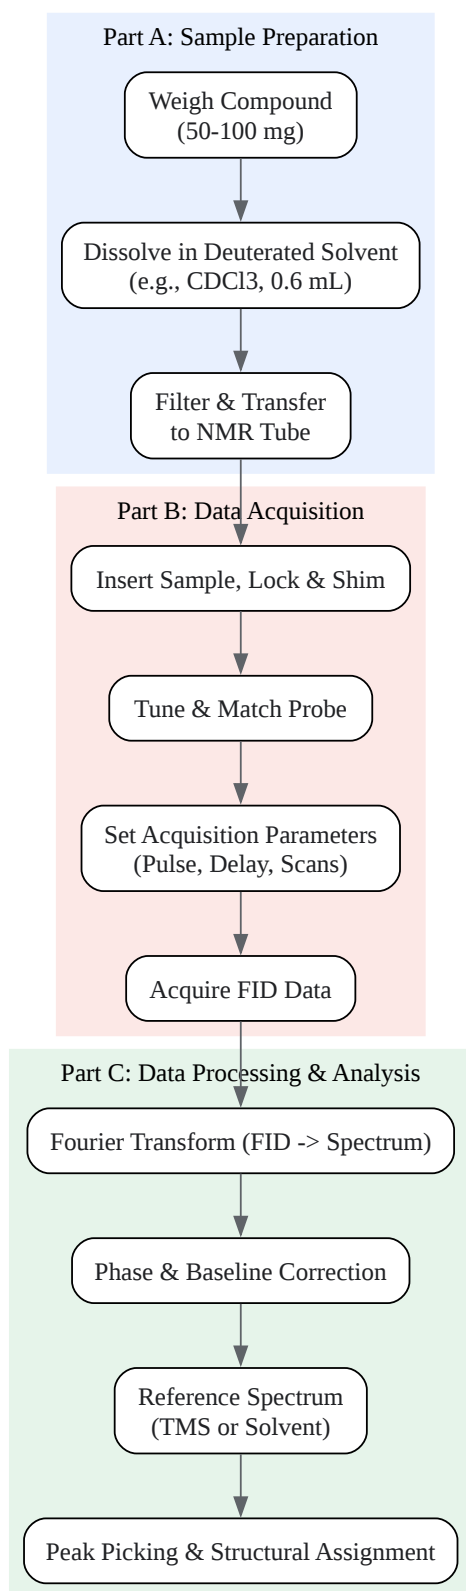 Part A: Sample Preparation
Weigh Compound
(50-100 mg)
Dissolve in Deuterated Solvent
(e.g., CDCl3, 0.6 mL)
Filter & Transfer
to NMR Tube
Part B: Data Acquisition
Insert Sample, Lock & Shim
Tune & Match Probe
Set Acquisition Parameters
(Pulse, Delay, Scans)
Acquire FID Data
Part C: Data Processing & Analysis
Fourier Transform (FID -> Spectrum)
Phase & Baseline Correction
Reference Spectrum
(TMS or Solvent)
Peak Picking & Structural Assignment